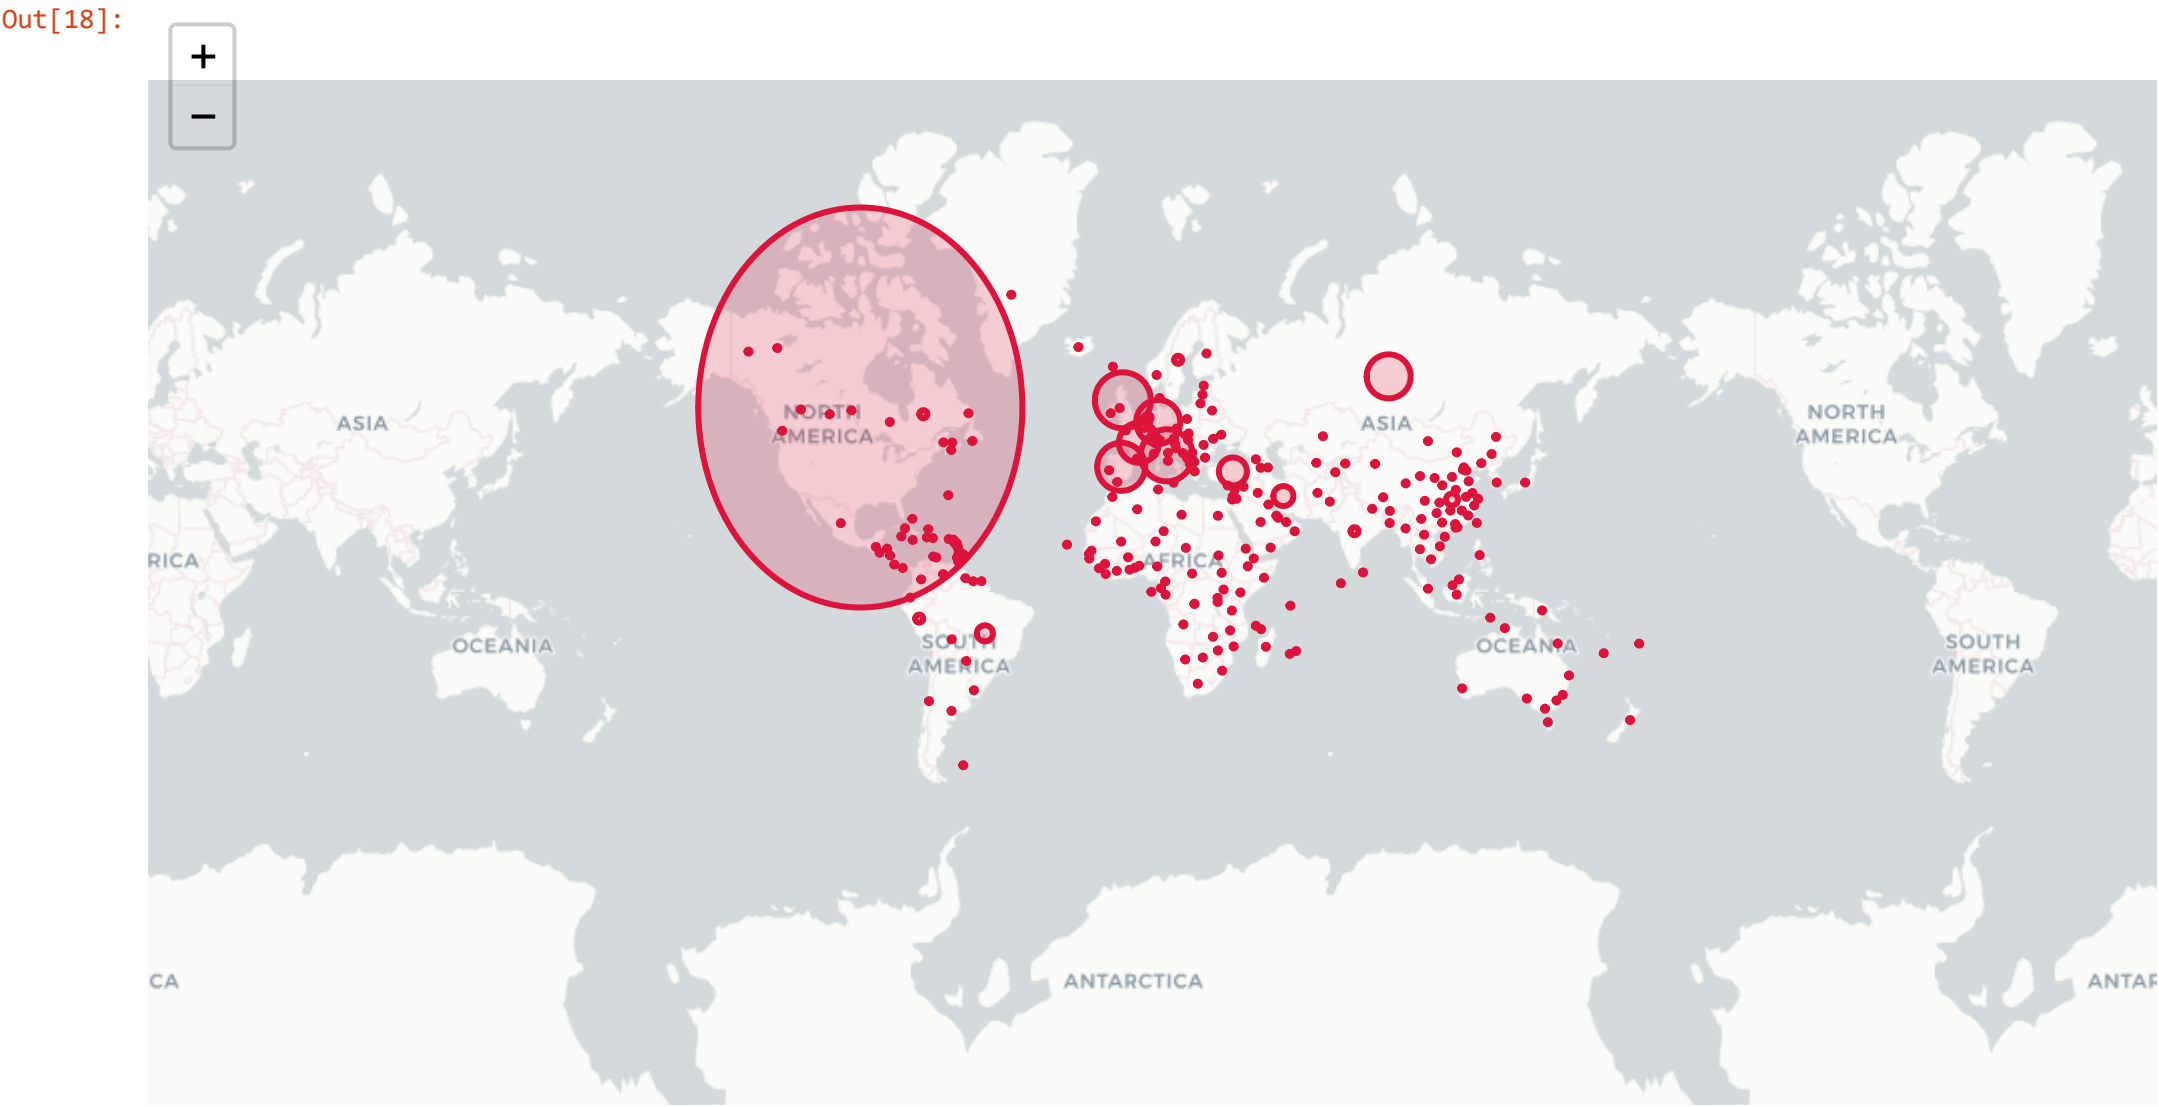 Out[18]:
+
−
ASIA
NORTH
AMERICA
ASIA
NORTH
AMERICA
RICA
AFRICA
OCEANIA
SOUTH
AMERICA
OCEANIA
SOUTH
AMERICA
CA
ANTARCTICA
ANTAR